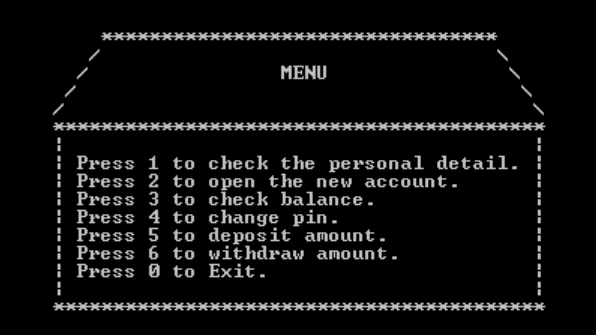 MENU
Press 1 to check the personal detail.
Press 2 to open the new account.
Press 3 to check balance.
Press 4 to change pin.
Press 5 to deposit amount.
Press 6 to withdraw amount.
Press 0 to Exit.